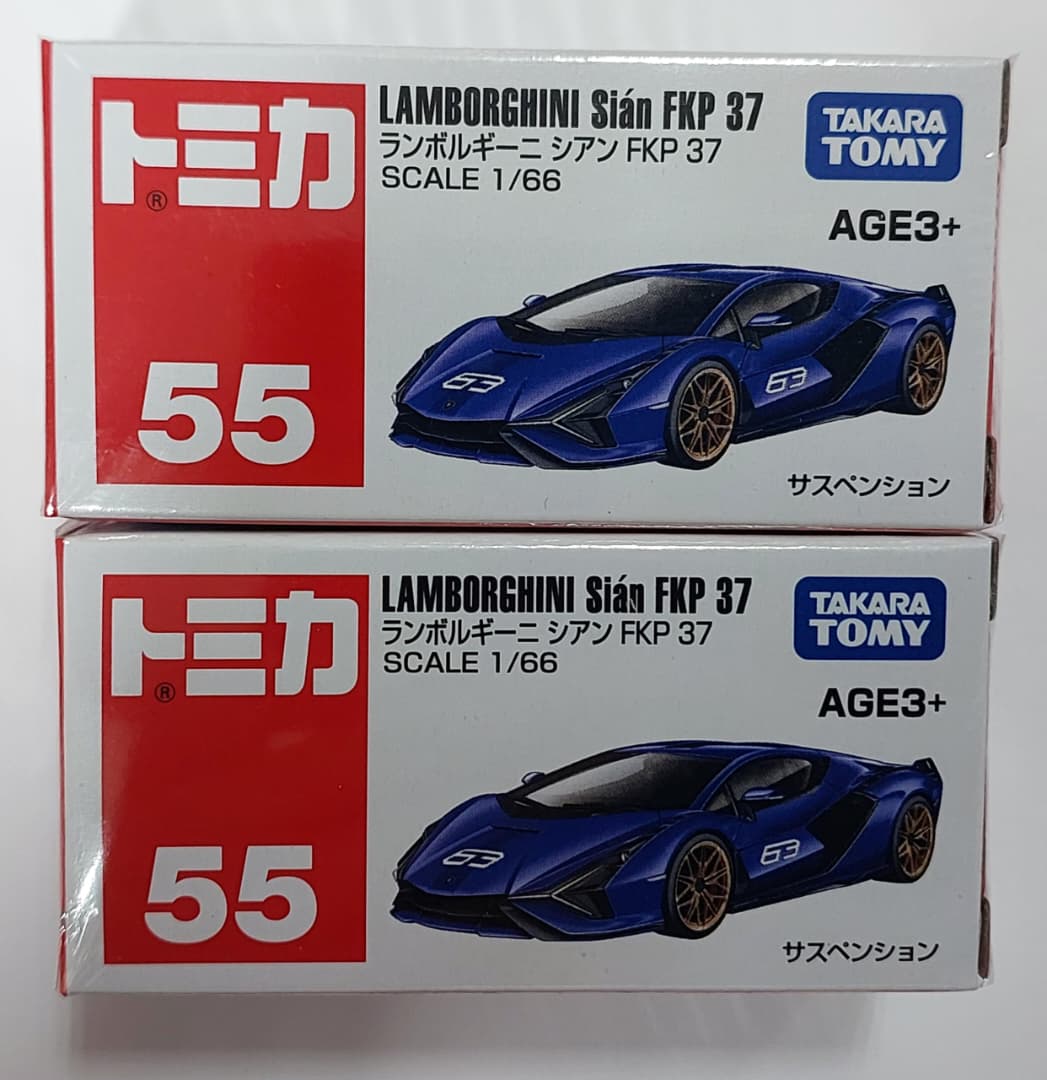 トミカ
®
LAMBORGHINI Sián FKP 37
ランボルギーニ シアン FKP 37
SCALE 1/66
TAKARA
TOMY
AGE3+
63
63
55
サスペンション
トミカ
®
LAMBORGHINI Sián FKP 37
ランボルギーニ シアン FKP 37
SCALE 1/66
TAKARA
TOMY
AGE3+
63
63
55
サスペンション